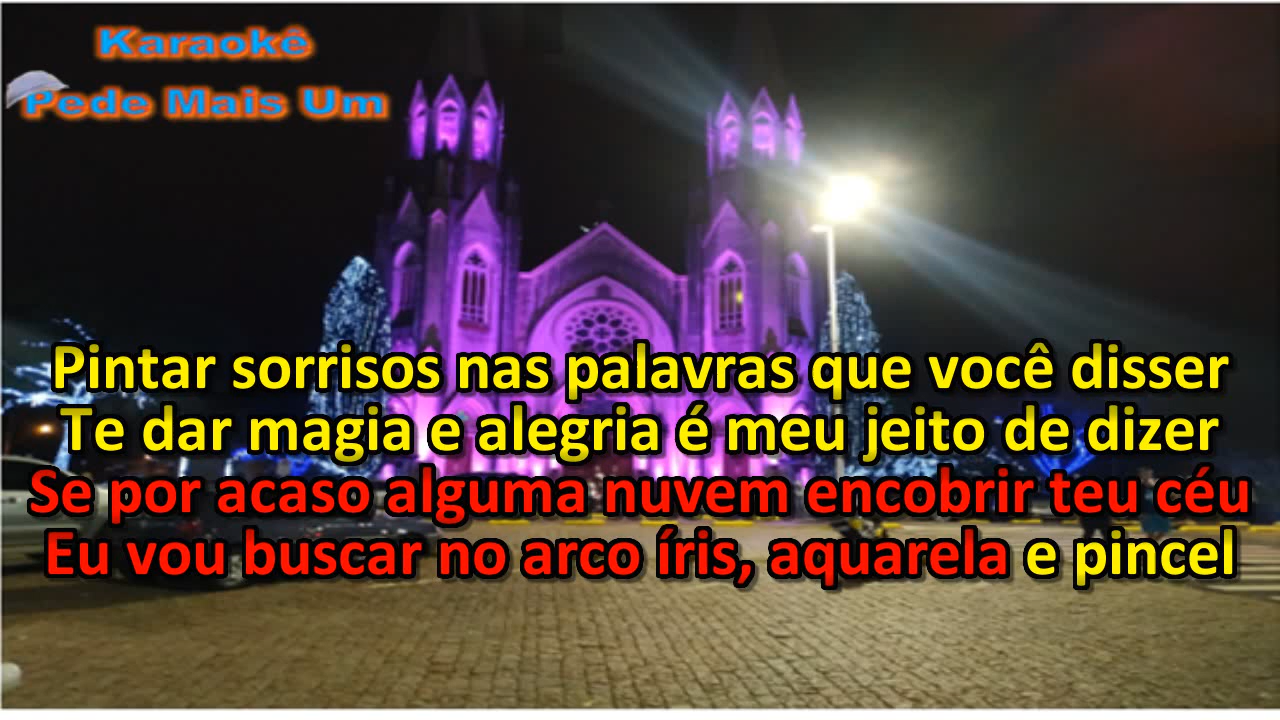 Karaokê
Pede Mais Um
Pintar sorrisos nas palavras que você disser
Te dar magia e alegria é meu jeito de dizer
Se por acaso alguma nuvem encobrir teu céu
Eu vou buscar no arco íris, aquarela e pincel